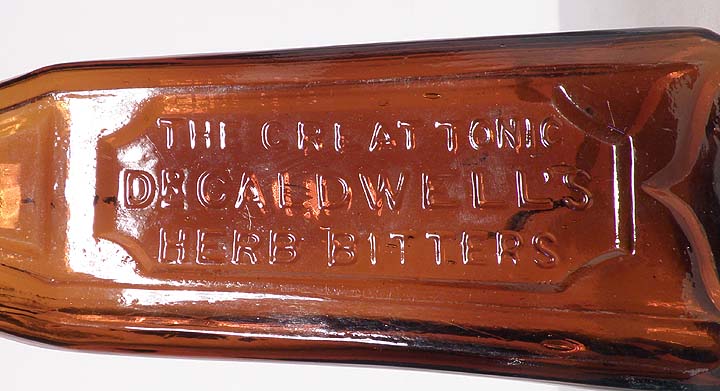 THE GREAT TONIC
DR CALDWELL'S
HERB BITTERS